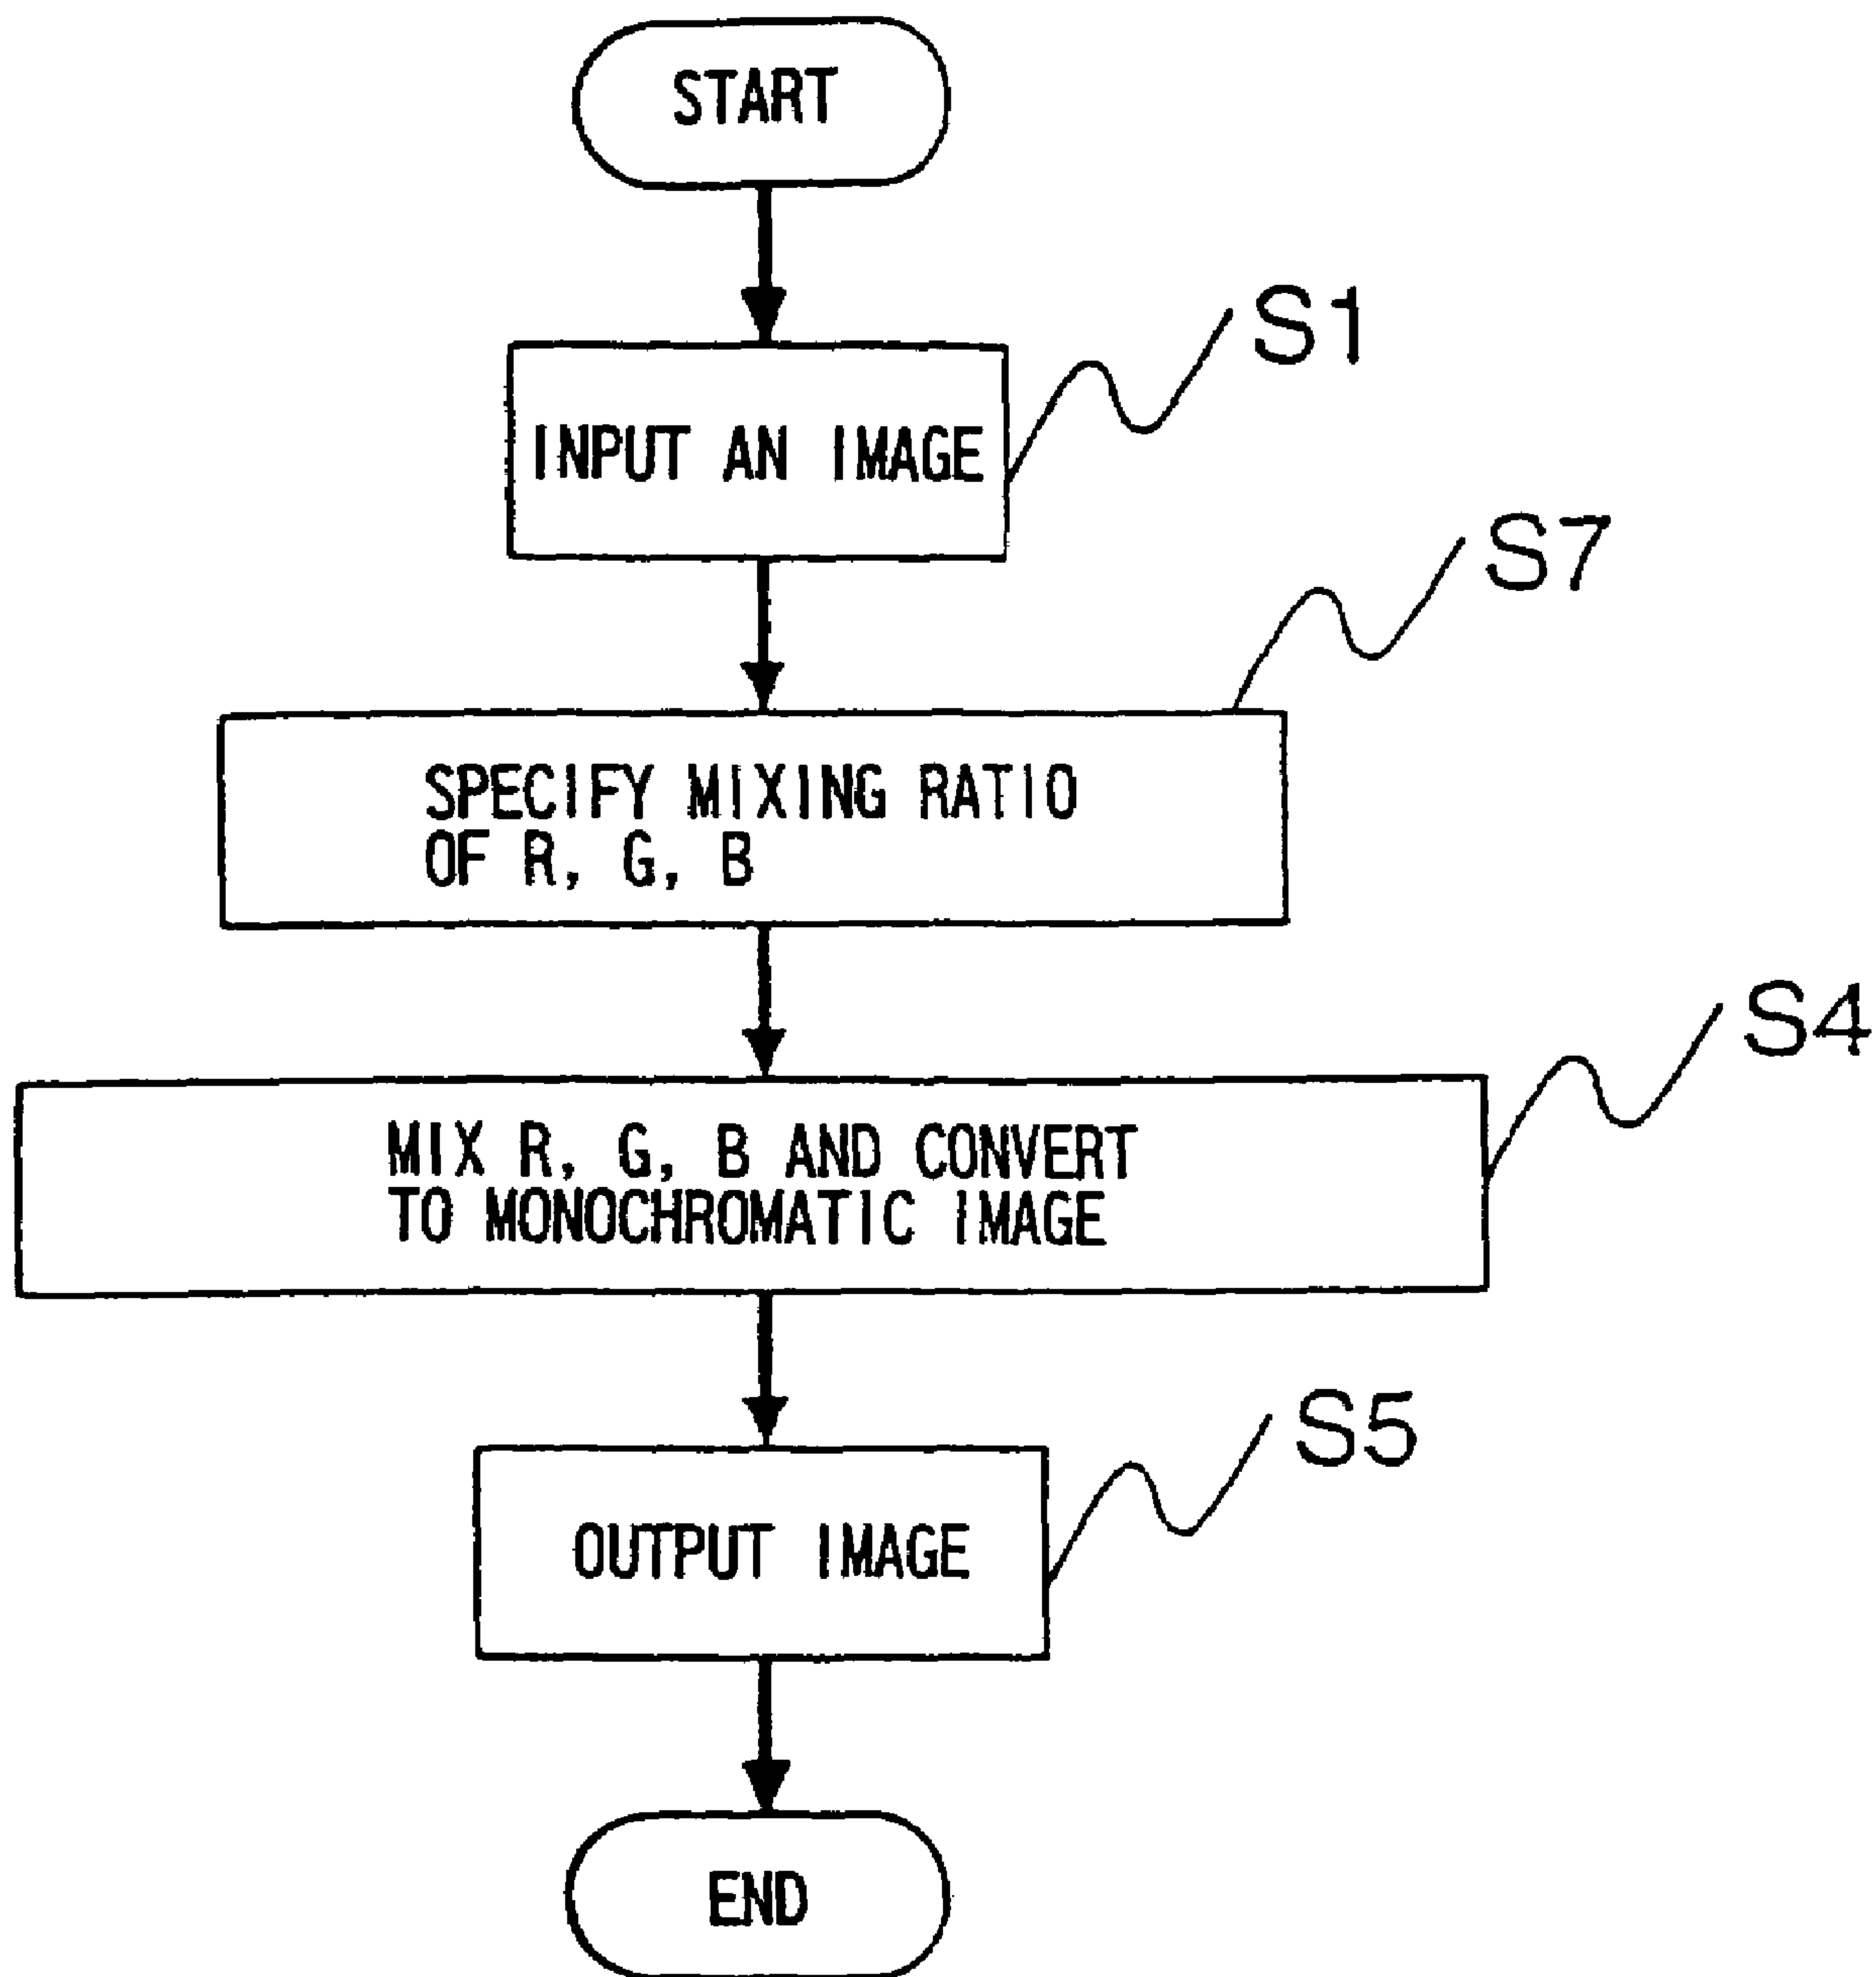 START
S1
INPUT AN IMAGE
S7
SPECIFY MIXING RATIO
OF R, G, B
S4
MIX R, G, B AND CONVERT
TO MONOCHROMATIC IMAGE
S5
OUTPUT IMAGE
END